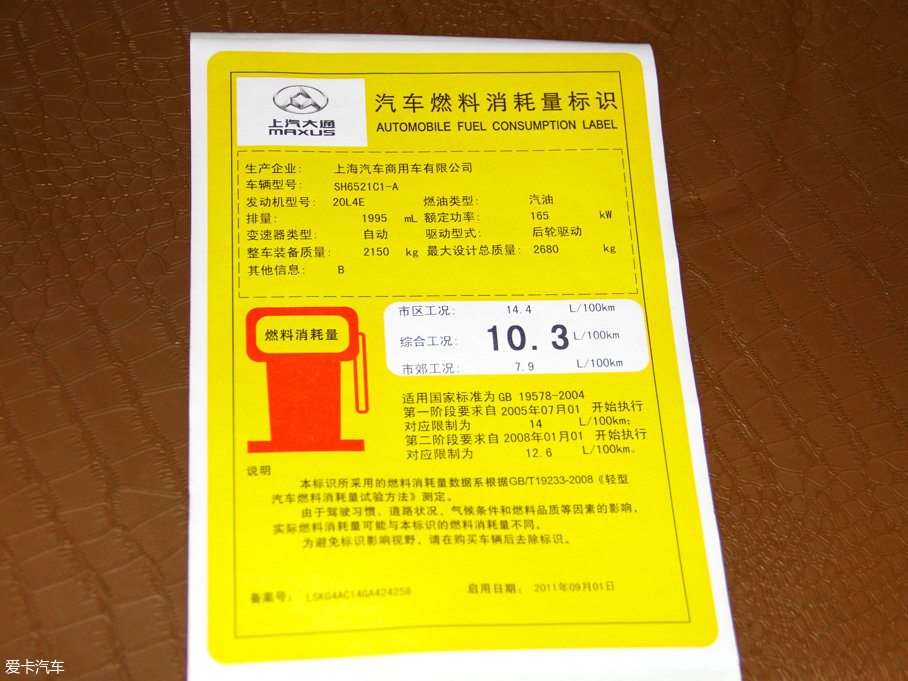 上汽大通
MAXUS
汽车燃料消耗量标识
AUTOMOBILE FUEL CONSUMPTION LABEL
生产企业: 上海汽车商用车有限公司
车辆型号: SH6521C1-A
发动机型号: 20L4E 燃油类型: 汽油
排量: 1995 mL 额定功率: 165 kW
变速器类型: 自动 驱动型式: 后轮驱动
整车装备质量: 2150 kg 最大设计总质量: 2680 kg
其他信息: B
燃料消耗量
市区工况: 14.4 L/100km
综合工况: 10.3 L/100km
市郊工况: 7.9 L/100km
适用国家标准为GB 19578-2004
第一阶段要求自2005年07月01 开始执行
对应限制为 14 L/100km;
第二阶段要求自2008年01月01 开始执行
对应限制为 12.6 L/100km。
说明
本标识所采用的燃料消耗量数据系根据GB/T19233-2008《轻型
汽车燃料消耗量试验方法》测定。
由于驾驶习惯、道路状况、气候条件和燃料品质等因素的影响,
实际燃料消耗量可能与本标识的燃料消耗量不同。
为避免标识影响视野,请在购买车辆后去除标识。
备案号: LSKG4AC14GA424258 启用日期: 2011年09月01日
爱卡汽车